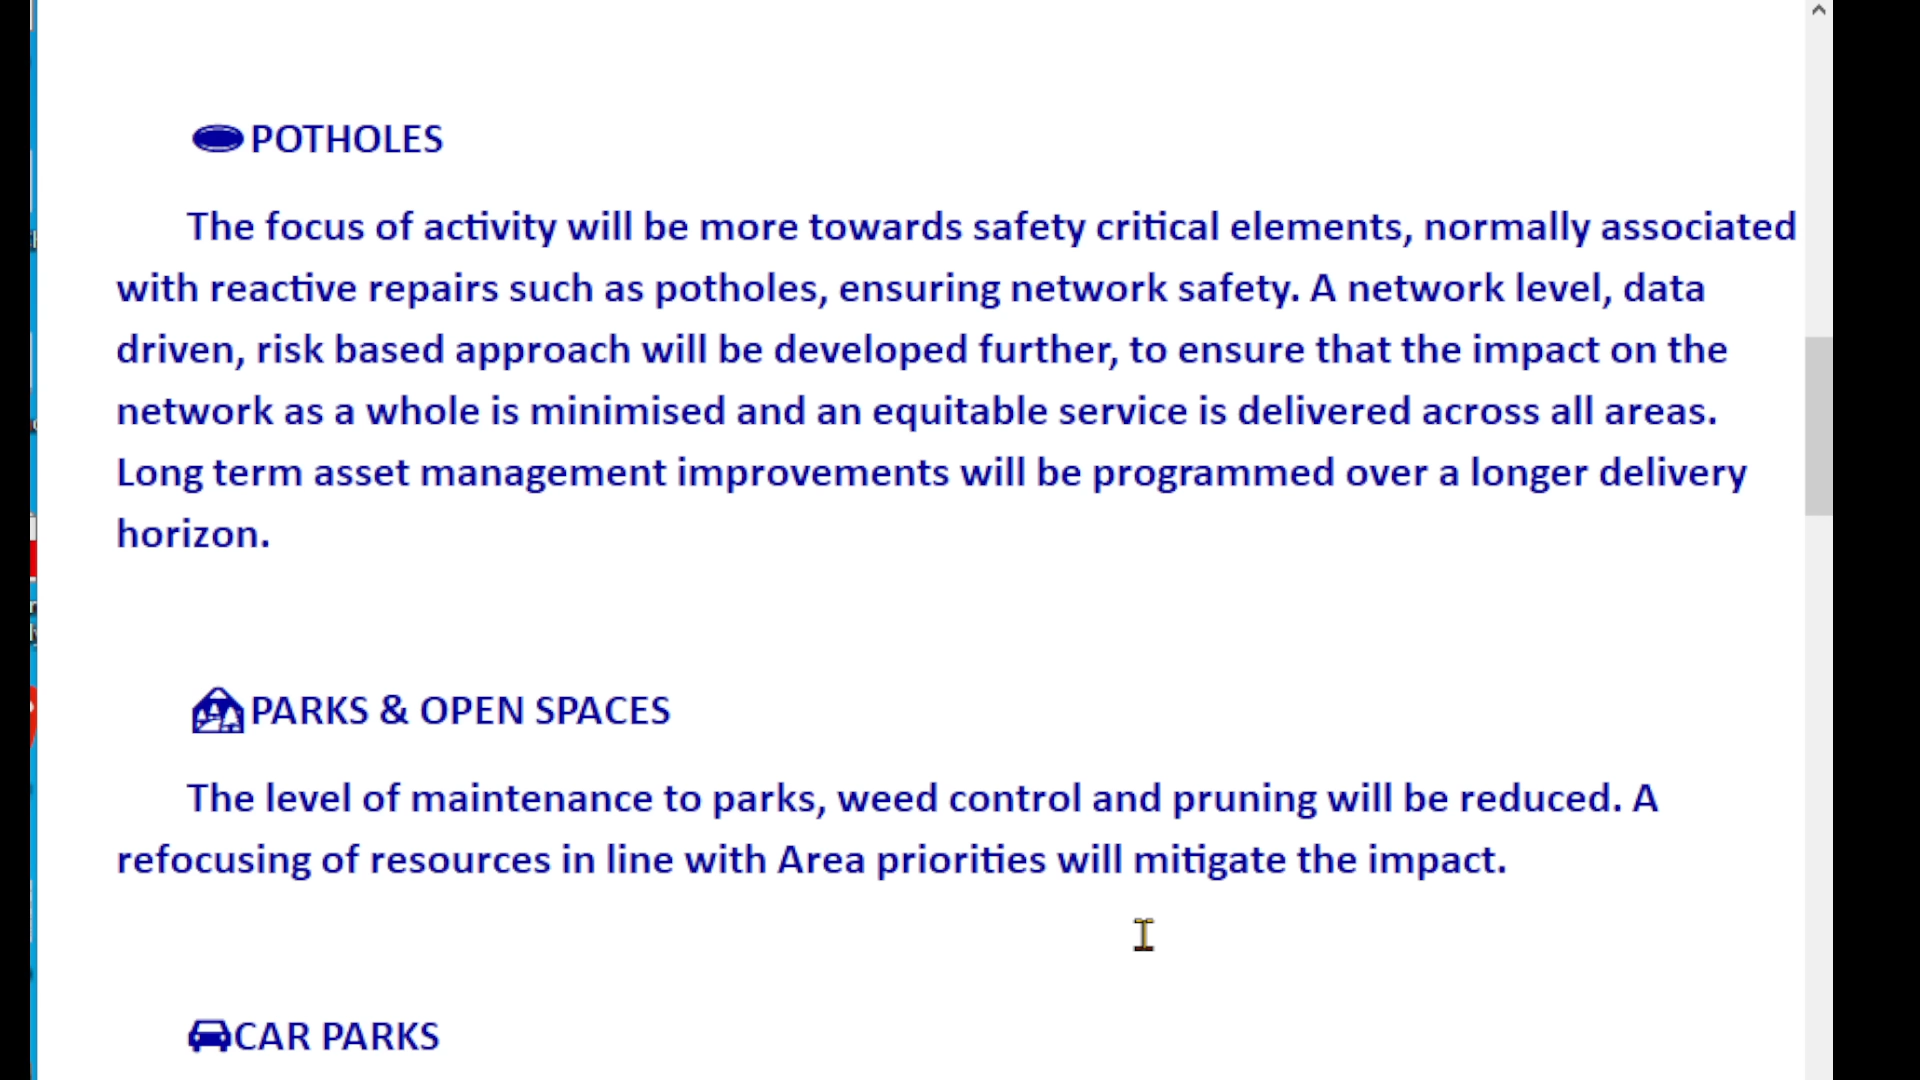 POTHOLES
The focus of activity will be more towards safety critical elements, normally associated
with reactive repairs such as potholes, ensuring network safety. A network level, data
driven, risk based approach will be developed further, to ensure that the impact on the
network as a whole is minimised and an equitable service is delivered across all areas.
Long term asset management improvements will be programmed over a longer delivery
horizon.
PARKS & OPEN SPACES
The level of maintenance to parks, weed control and pruning will be reduced. A
refocusing of resources in line with Area priorities will mitigate the impact.
CAR PARKS